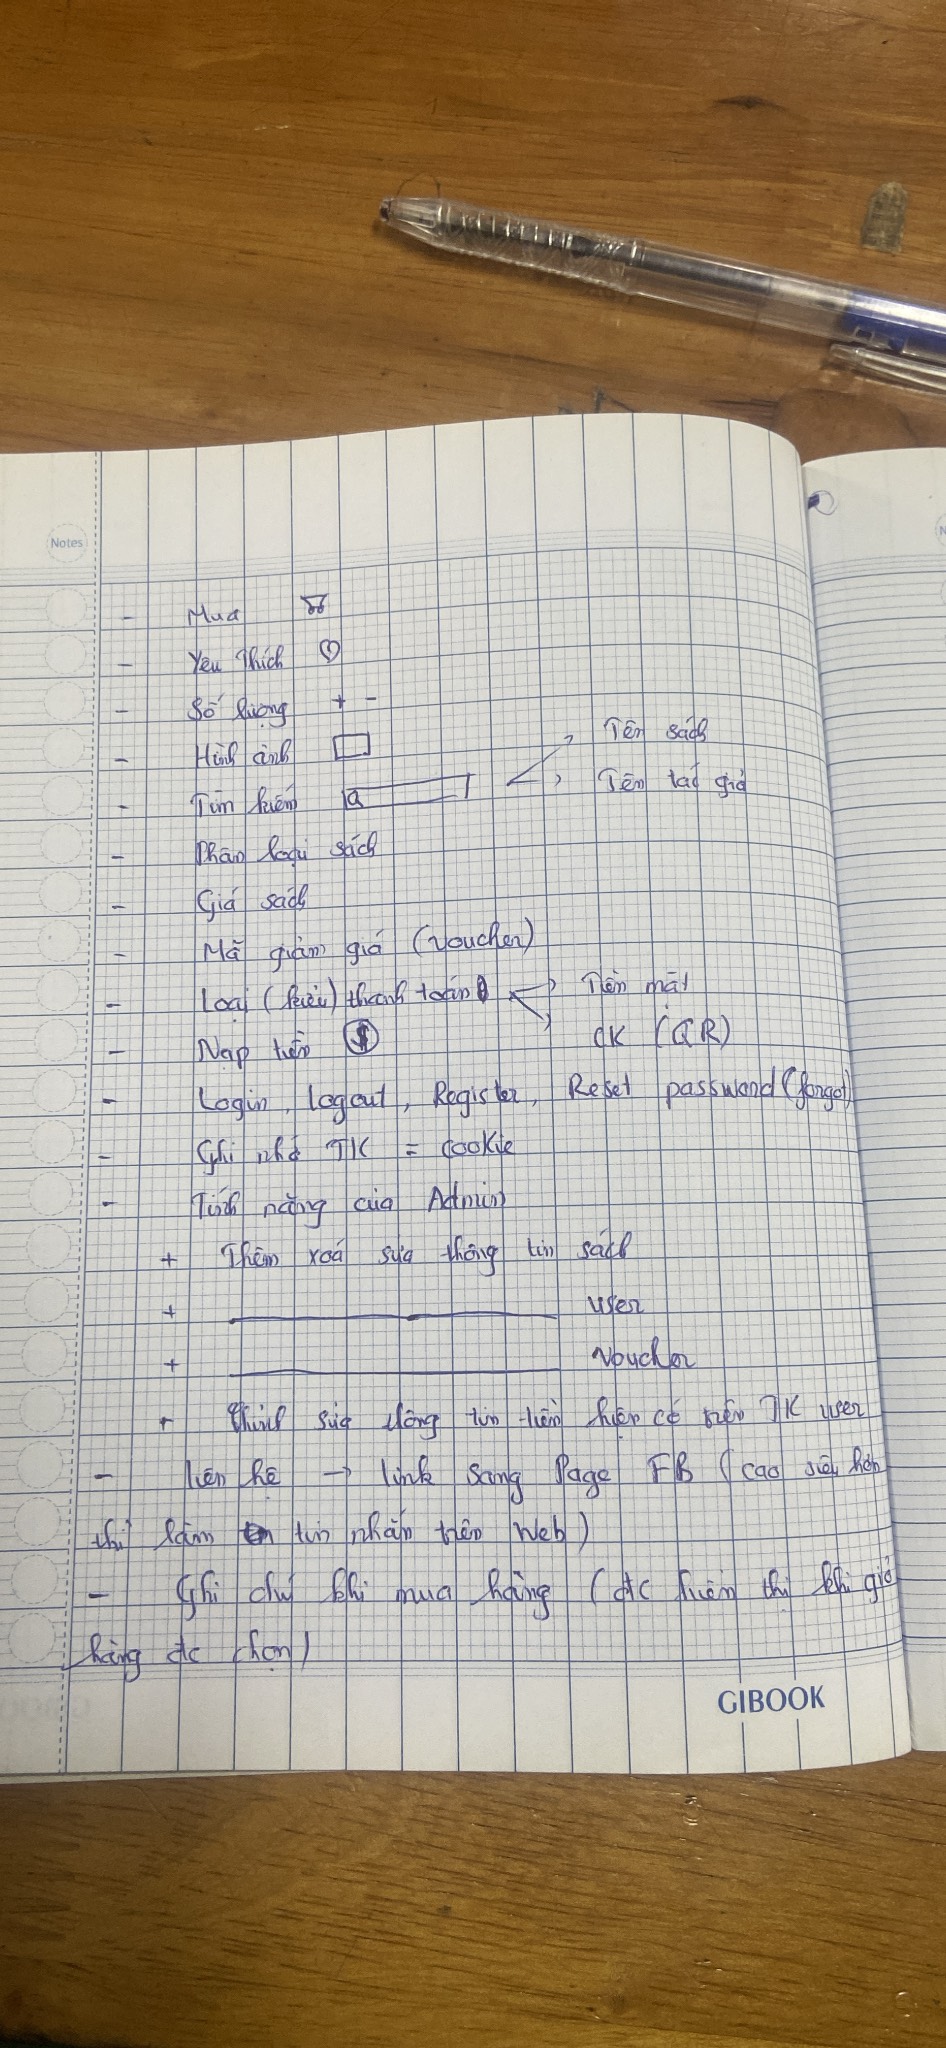 Notes
- Mua
- Yêu Thích
- Số lượng + -
- Hình ảnh
- Tìm kiếm Tên sách
Tên tác giả
- Phân loại sách
- Giá sách
- Mã giảm giá (Voucher)
- Loại (kiểu) thanh toán Tiền mặt
CK (QR)
- Nạp tiền $
- Login, logout, Register, Reset password (forgot)
- Ghi nhớ TK = cookie
- Tính năng của Admin
+ Thêm xoá sửa thông tin sách
+ user
+ Voucher
+ chỉnh sửa thông tin tiền hiện có trên TK user
- liên hệ → link sang Page FB (cao siêu hơn
thì làm tin nhắn trên Web)
- Ghi chú khi mua hàng (đc hiển thị khi giỏ
hàng đc chọn)
GIBOOK